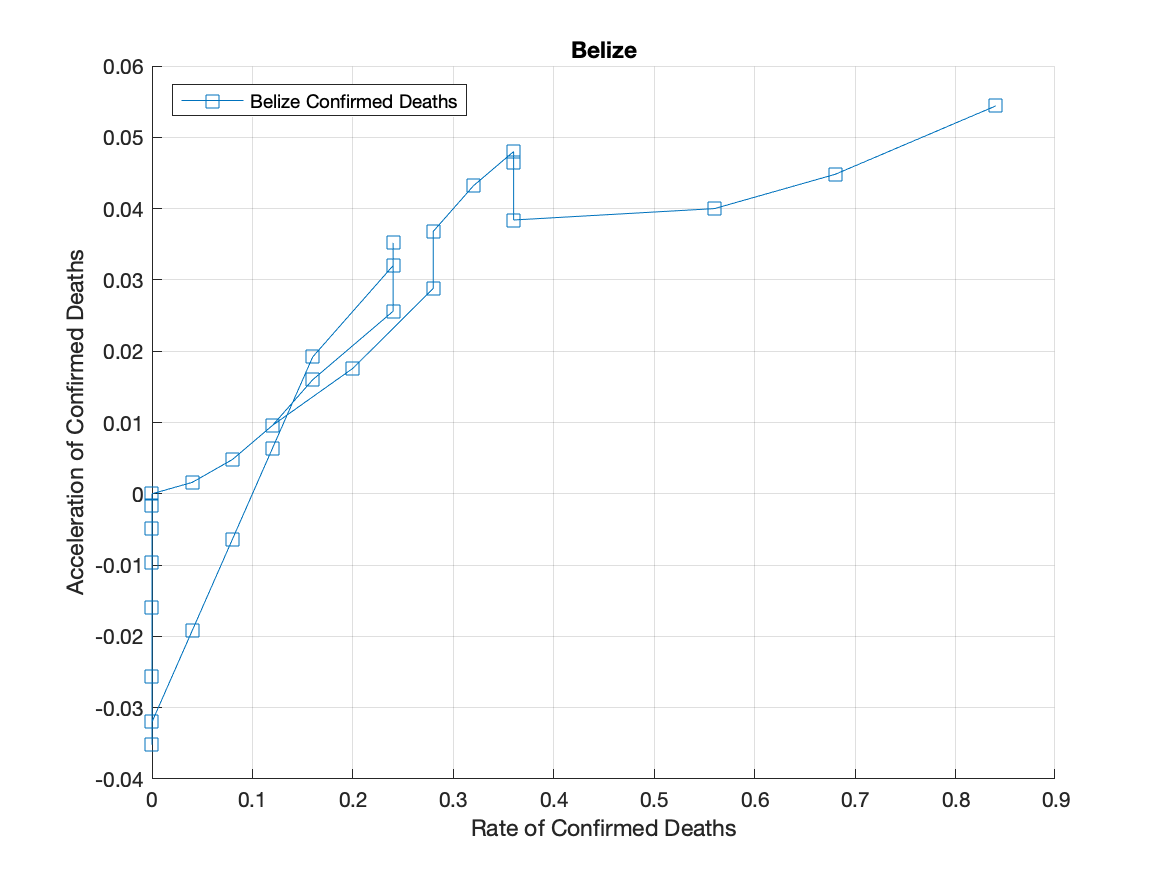 Belize
Belize Confirmed Deaths
0.06
0.05
0.04
0.03
0.02
0.01
0
-0.01
-0.02
-0.03
-0.04
Acceleration of Confirmed Deaths
0 0.1 0.2 0.3 0.4 0.5 0.6 0.7 0.8 0.9
Rate of Confirmed Deaths